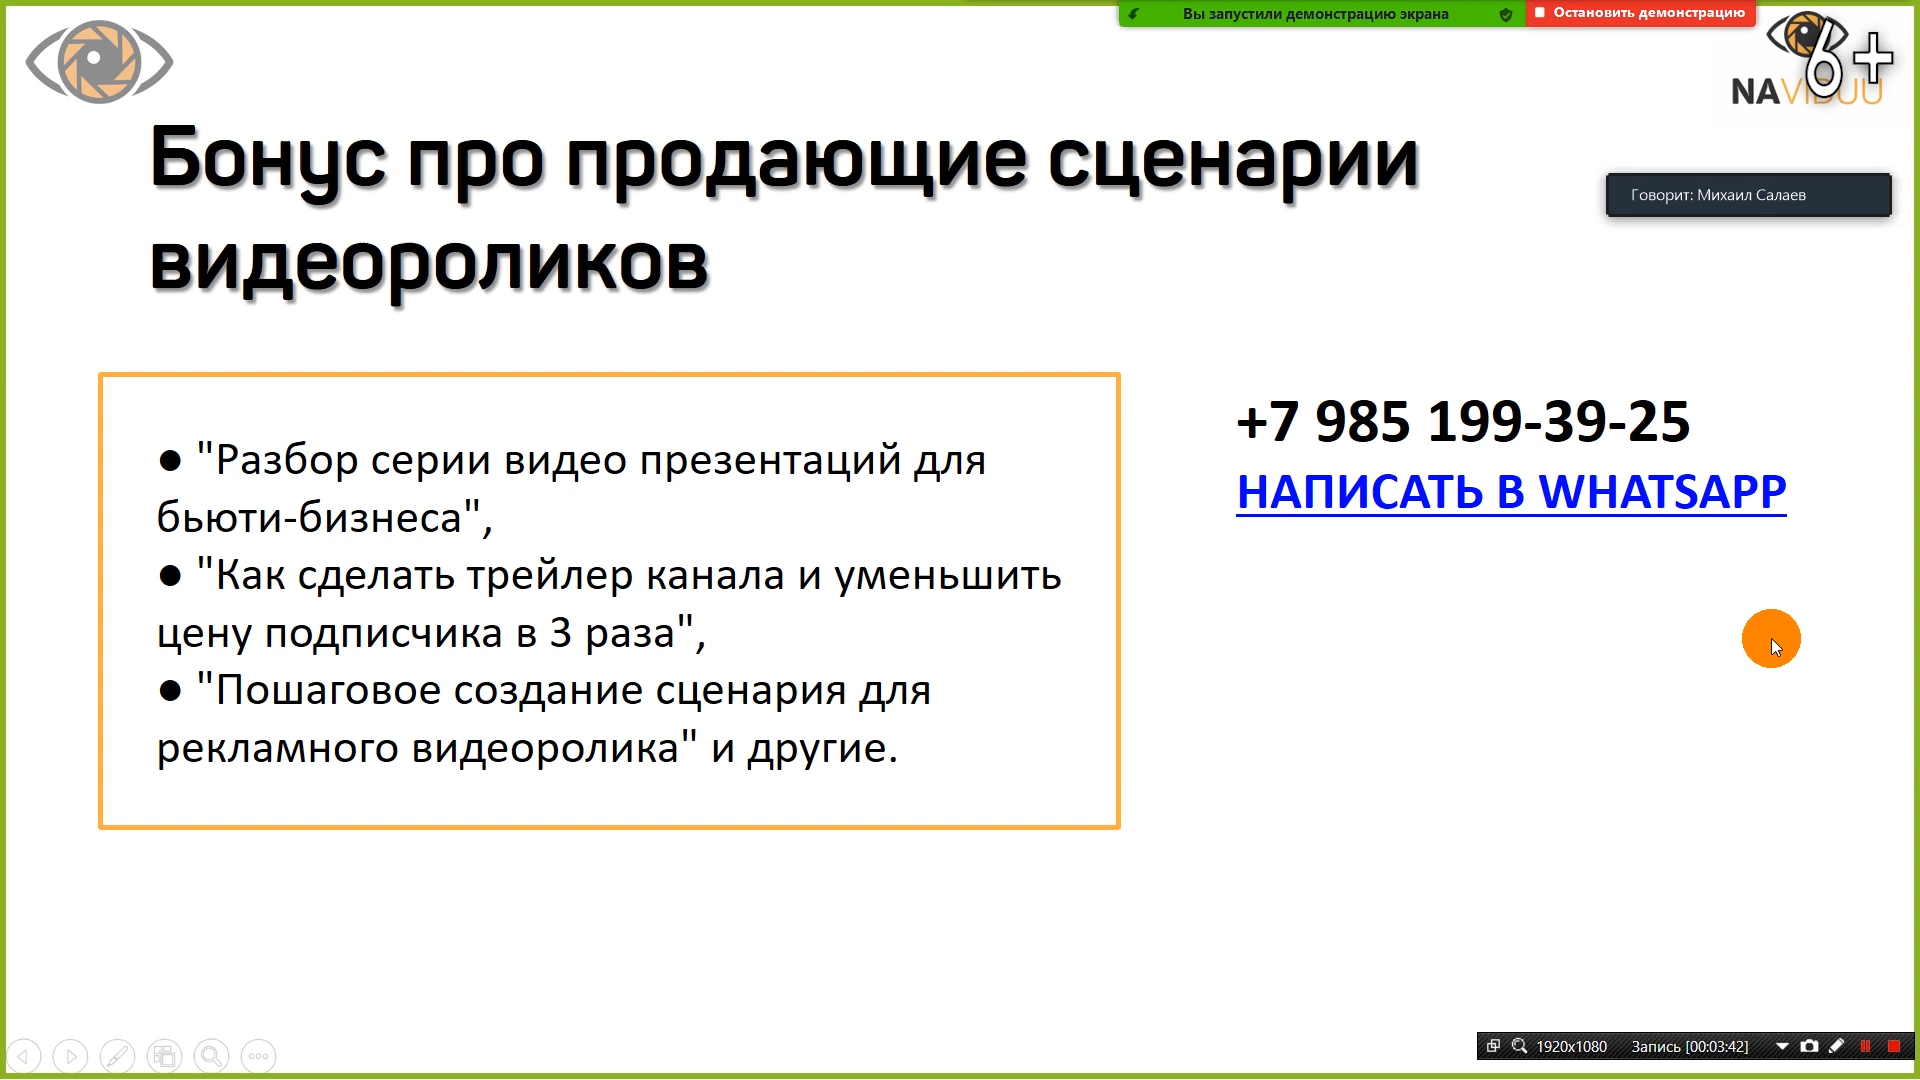 Вы запустили демонстрацию экрана
Остановить демонстрацию
6+
NAVIDUU
Бонус про продающие сценарии
видеороликов
Говорит: Михаил Салаев
● "Разбор серии видео презентаций для
бьюти-бизнеса",
● "Как сделать трейлер канала и уменьшить
цену подписчика в 3 раза",
● "Пошаговое создание сценария для
рекламного видеоролика" и другие.
+7 985 199-39-25
НАПИСАТЬ В WHATSAPP
1920x1080 Запись [00:03:42]